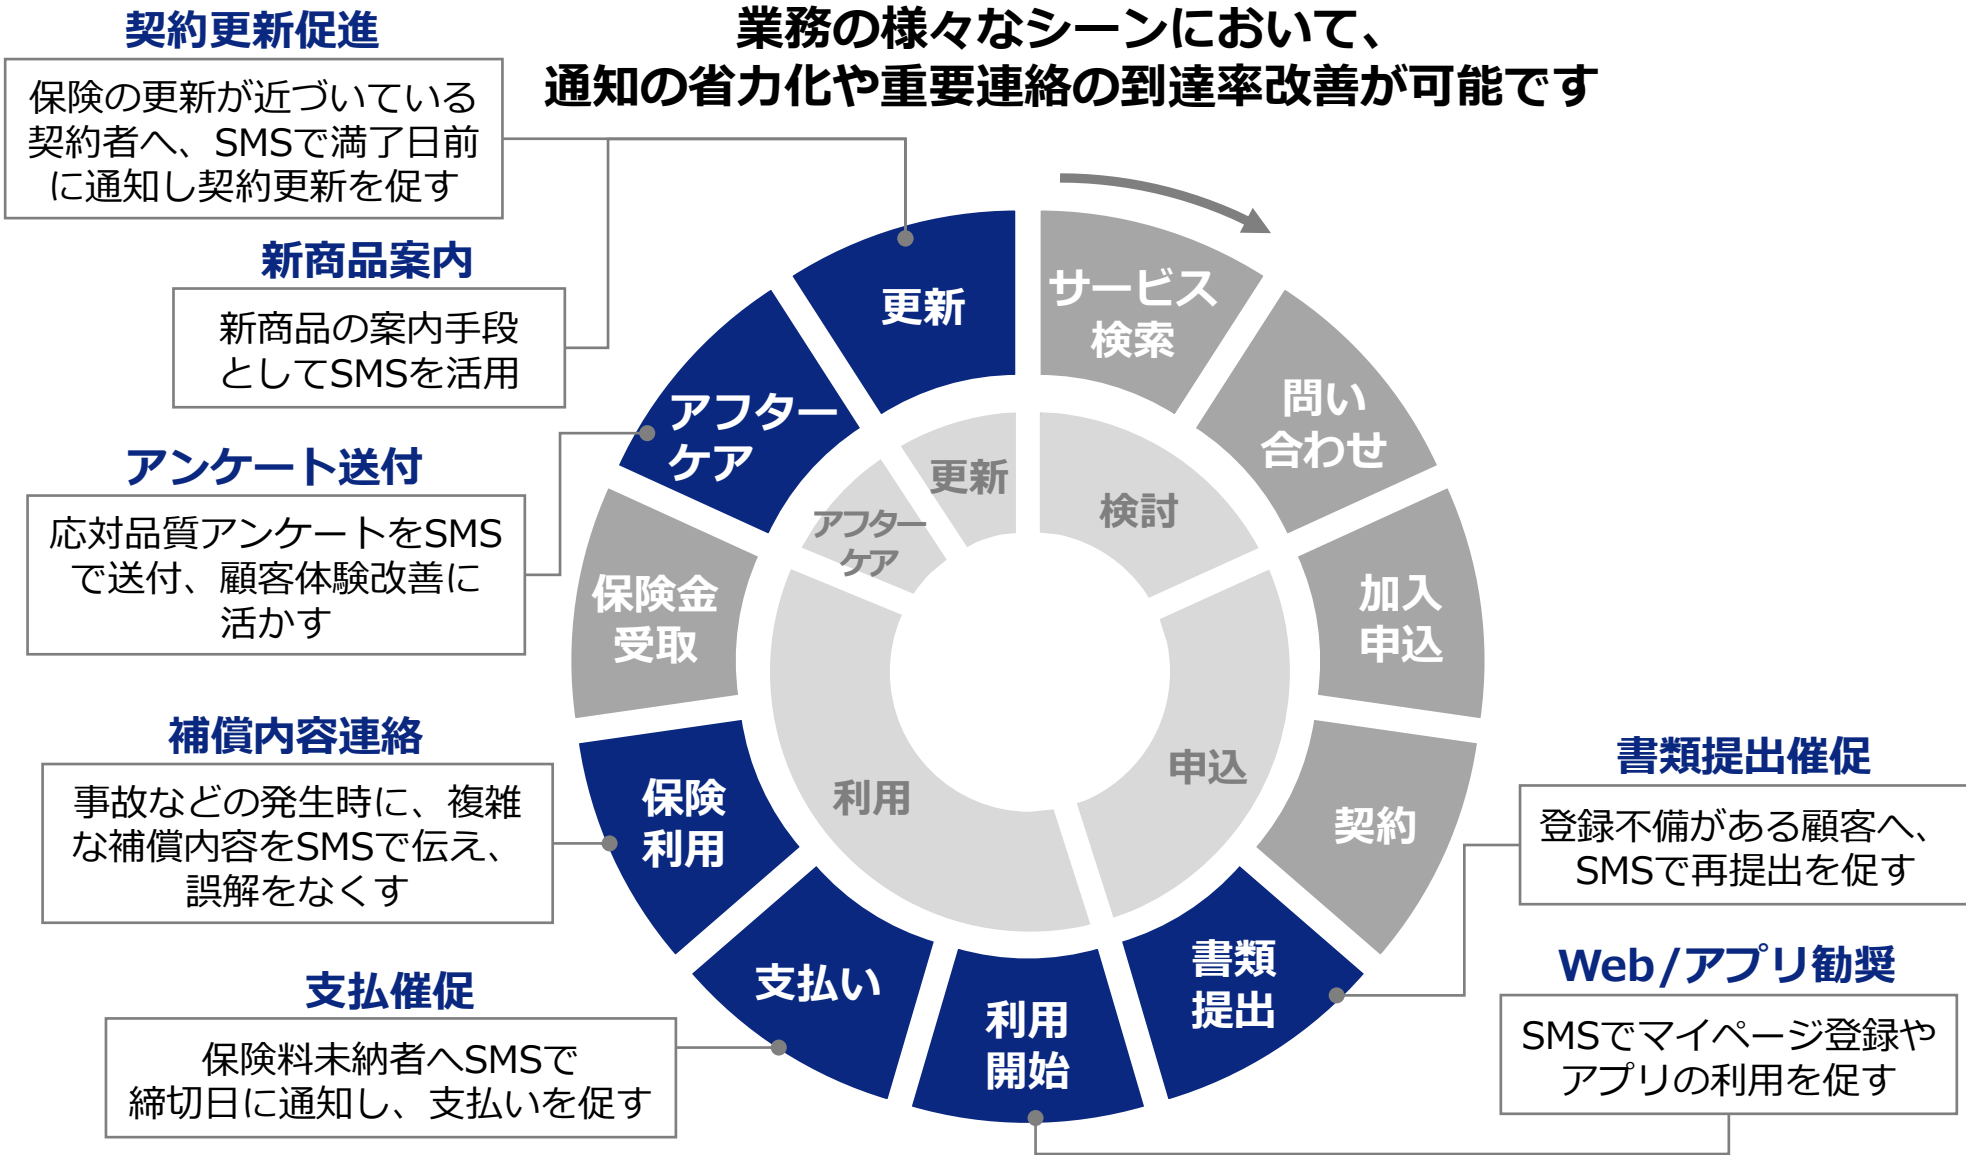 業務の様々なシーンにおいて、
通知の省力化や重要連絡の到達率改善が可能です
契約更新促進
保険の更新が近づいている
契約者へ、SMSで満了日前
に通知し契約更新を促す
新商品案内
新商品の案内手段
としてSMSを活用
アンケート送付
応対品質アンケートをSMS
で送付、顧客体験改善に
活かす
補償内容連絡
事故などの発生時に、複雑
な補償内容をSMSで伝え、
誤解をなくす
支払催促
保険料未納者へSMSで
締切日に通知し、支払いを促す
書類提出催促
登録不備がある顧客へ、
SMSで再提出を促す
Web/アプリ勧奨
SMSでマイページ登録や
アプリの利用を促す
サービス
検索
問い
合わせ
加入
申込
契約
書類
提出
利用
開始
支払い
保険
利用
保険金
受取
アフター
ケア
更新
検討
申込
利用
アフター
ケア
更新